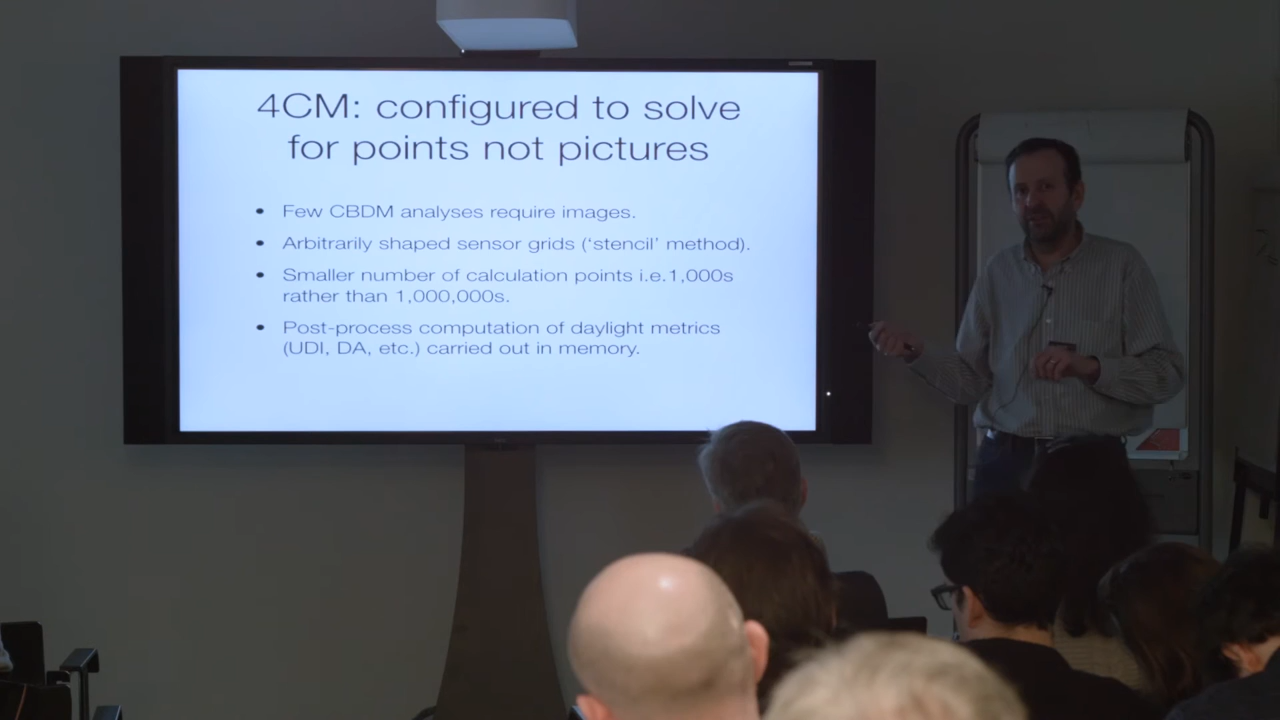 4CM: configured to solve
for points not pictures
• Few CBDM analyses require images.
• Arbitrarily shaped sensor grids (‘stencil’ method).
• Smaller number of calculation points i.e.1,000s
rather than 1,000,000s.
• Post-process computation of daylight metrics
(UDI, DA, etc.) carried out in memory.